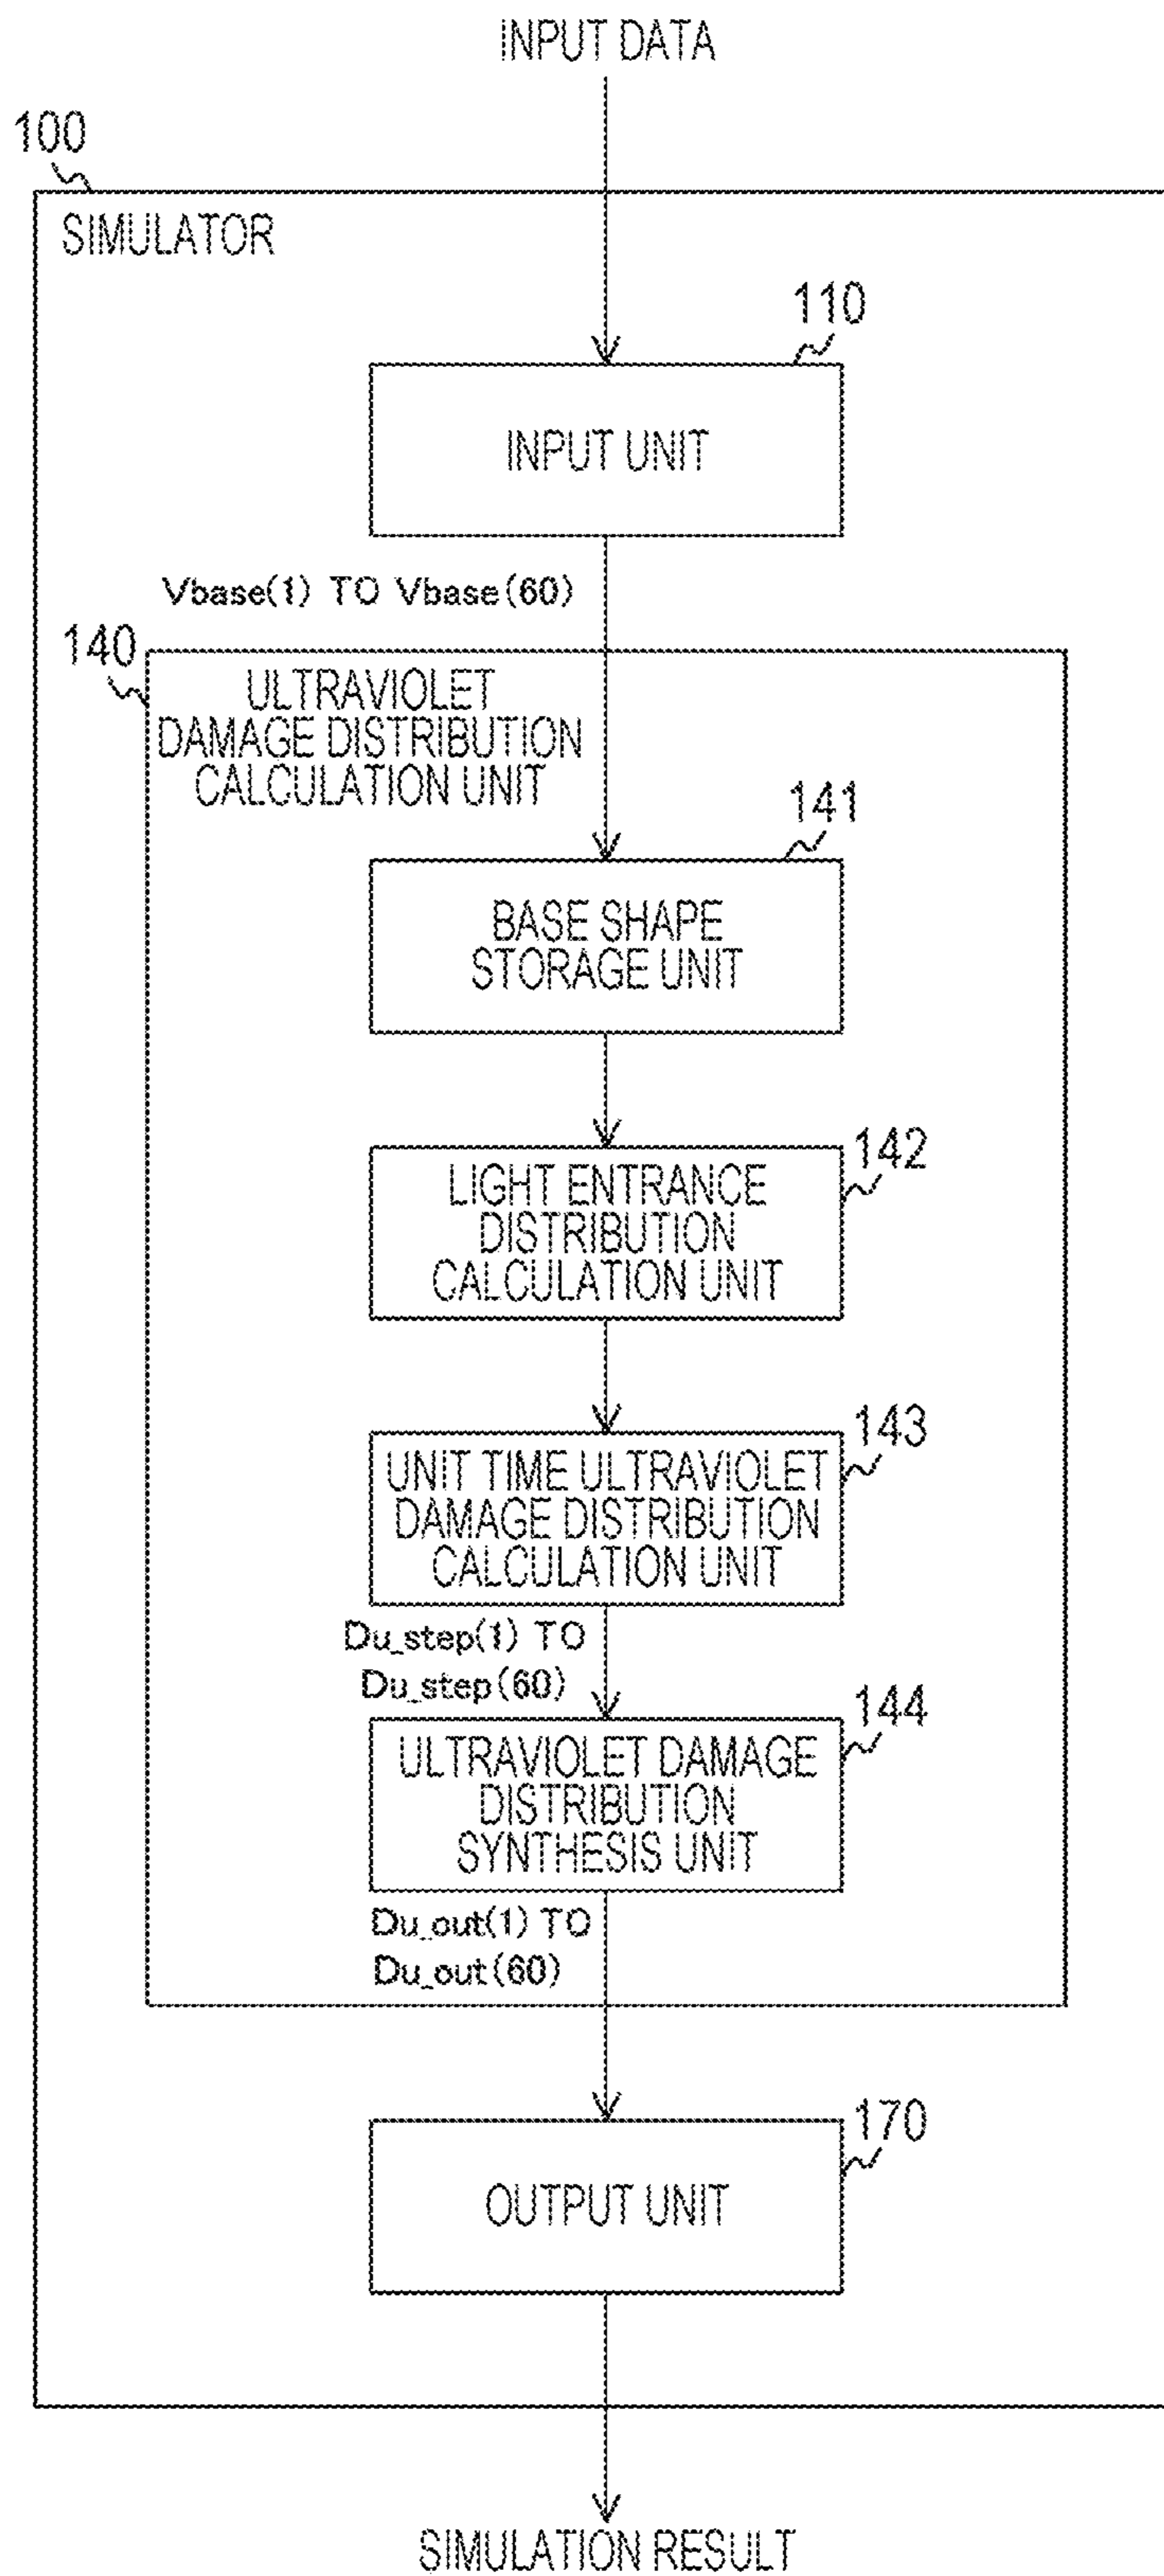 INPUT DATA
100
SIMULATOR
110
INPUT UNIT
Vbase(1) TO Vbase(60)
140
ULTRAVIOLET
DAMAGE DISTRIBUTION
CALCULATION UNIT
141
BASE SHAPE
STORAGE UNIT
142
LIGHT ENTRANCE
DISTRIBUTION
CALCULATION UNIT
143
UNIT TIME ULTRAVIOLET
DAMAGE DISTRIBUTION
CALCULATION UNIT
Du_step(1) TO
Du_step(60)
144
ULTRAVIOLET DAMAGE
DISTRIBUTION
SYNTHESIS UNIT
Du_out(1) TO
Du_out(60)
170
OUTPUT UNIT
SIMULATION RESULT